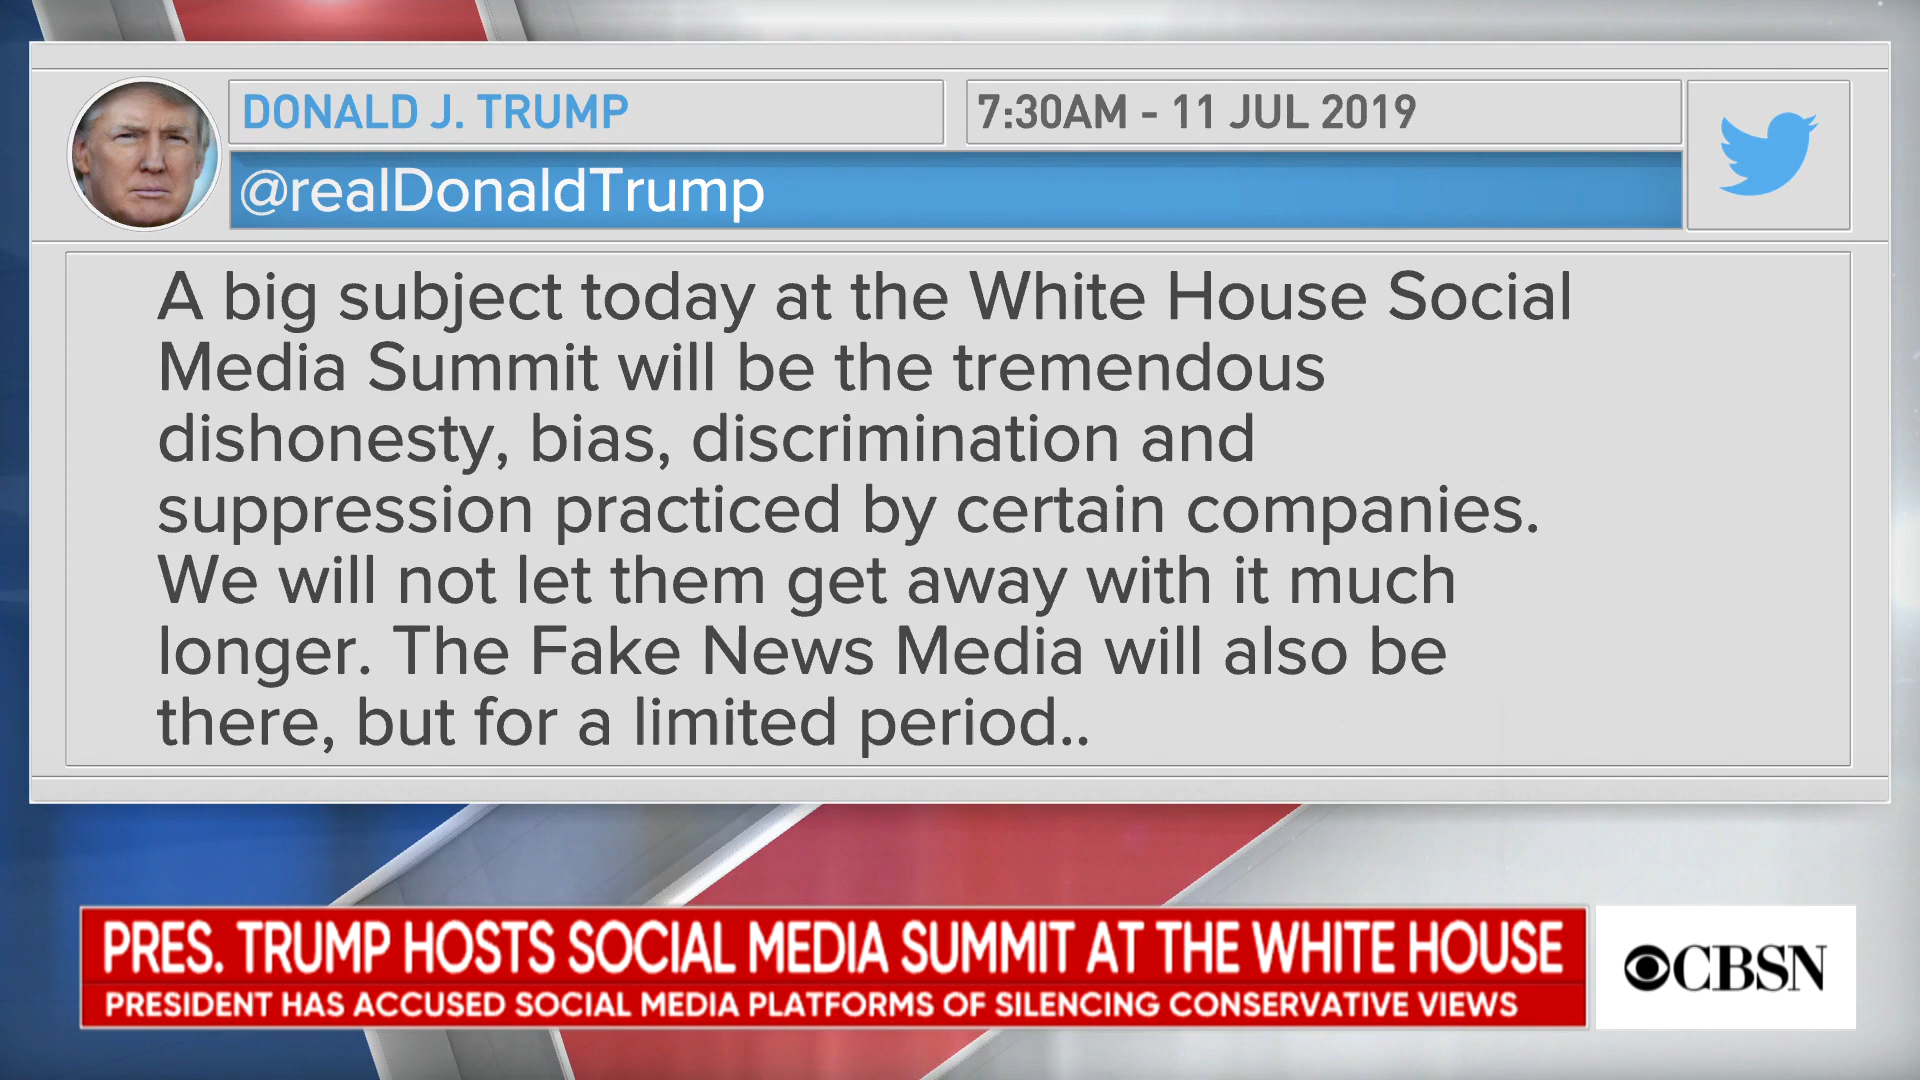 DONALD J. TRUMP
7:30AM - 11 JUL 2019
@realDonaldTrump
A big subject today at the White House Social
Media Summit will be the tremendous
dishonesty, bias, discrimination and
suppression practiced by certain companies.
We will not let them get away with it much
longer. The Fake News Media will also be
there, but for a limited period..
PRES. TRUMP HOSTS SOCIAL MEDIA SUMMIT AT THE WHITE HOUSE
PRESIDENT HAS ACCUSED SOCIAL MEDIA PLATFORMS OF SILENCING CONSERVATIVE VIEWS
CBSN